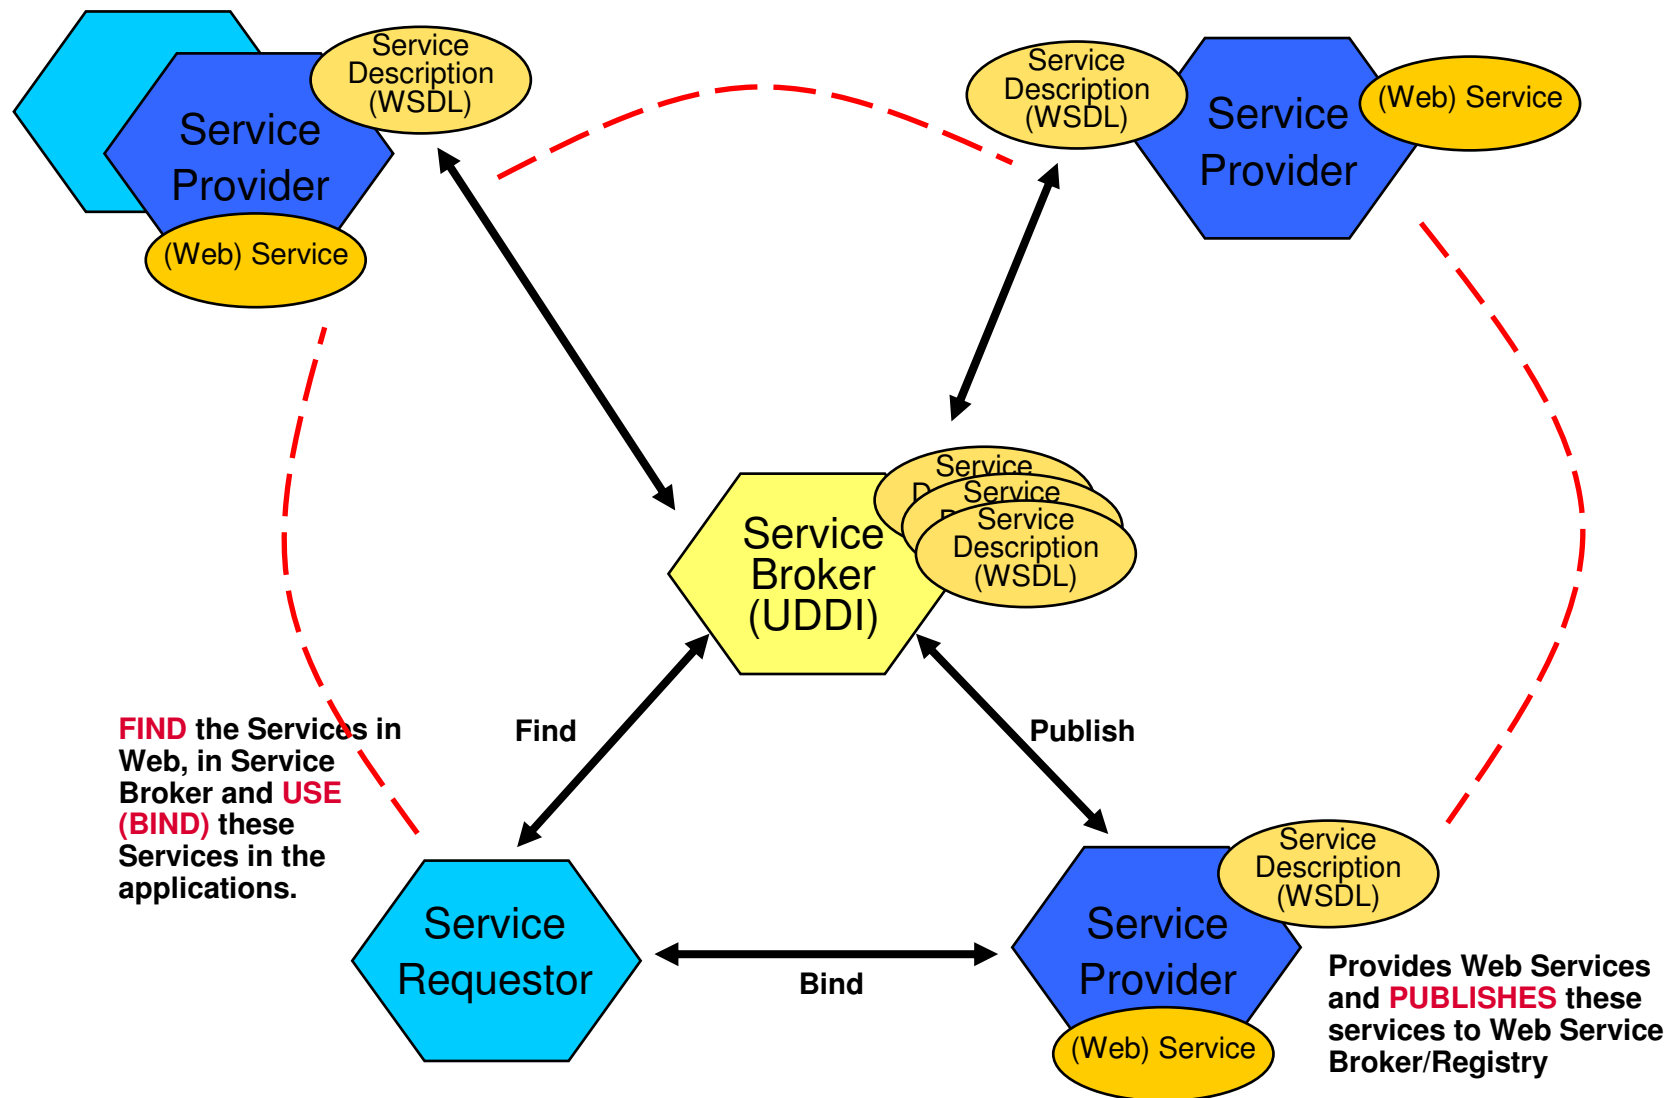 Service
Description
(WSDL)
Service
Provider
(Web) Service
Service
Description
(WSDL)
Service
Provider
(Web) Service
Service
Broker
(UDDI)
Service
Service
Service
Description
(WSDL)
FIND the Services in
Web, in Service
Broker and USE
(BIND) these
Services in the
applications.
Find
Publish
Service
Requestor
Bind
Service
Description
(WSDL)
Service
Provider
(Web) Service
Provides Web Services
and PUBLISHES these
services to Web Service
Broker/Registry